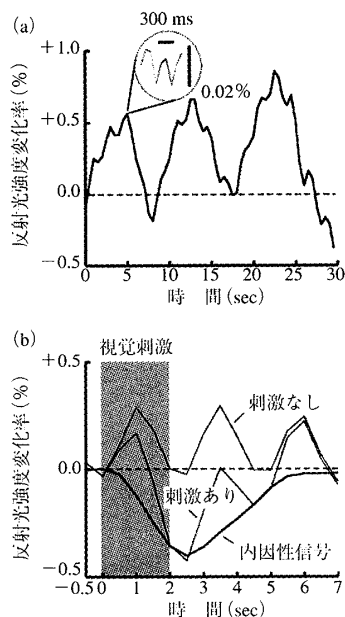 (a)
300 ms
0.02%
反射光強度変化率 (%)
+1.0
+0.5
0.0
−0.5
0 5 10 15 20 25 30
時 間 (sec)
(b)
視覚刺激
反射光強度変化率 (%)
+0.5
0.0
−0.5
刺激なし
刺激あり
内因性信号
−0.5 0 1 2 3 4 5 6 7
時 間 (sec)